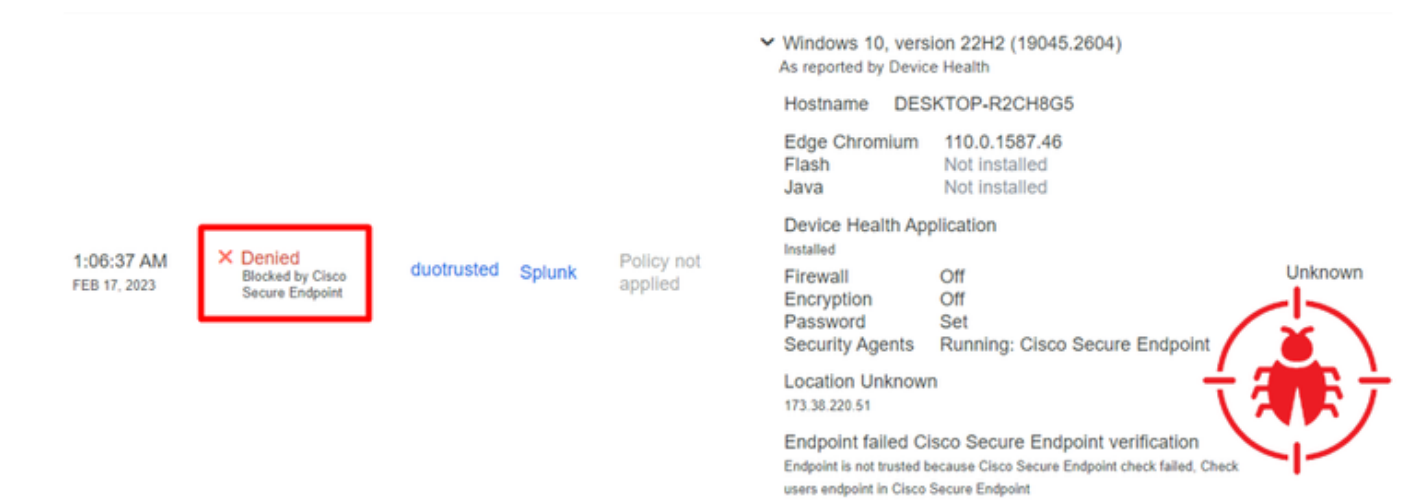 Windows 10, version 22H2 (19045.2604)
As reported by Device Health
Hostname DESKTOP-R2CH8G5
Edge Chromium 110.0.1587.46
Flash Not installed
Java Not installed
Device Health Application
Installed
1:06:37 AM
FEB 17, 2023
Denied
Blocked by Cisco
Secure Endpoint
duotrusted
Splunk
Policy not
applied
Firewall Off
Encryption Off
Password Set
Security Agents Running: Cisco Secure Endpoint
Unknown
Location Unknown
173.38.220.51
Endpoint failed Cisco Secure Endpoint verification
Endpoint is not trusted because Cisco Secure Endpoint check failed, Check
users endpoint in Cisco Secure Endpoint